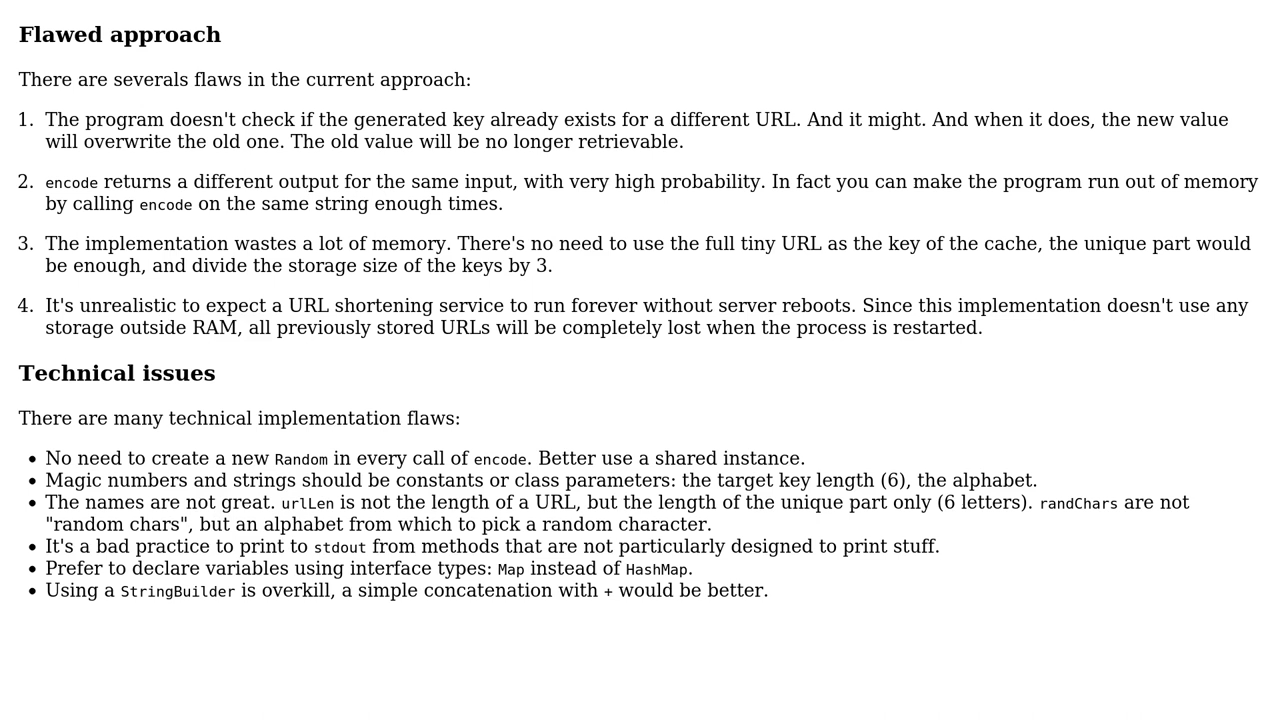 Flawed approach
There are severals flaws in the current approach:
1. The program doesn't check if the generated key already exists for a different URL. And it might. And when it does, the new value
will overwrite the old one. The old value will be no longer retrievable.
2. encode returns a different output for the same input, with very high probability. In fact you can make the program run out of memory
by calling encode on the same string enough times.
3. The implementation wastes a lot of memory. There's no need to use the full tiny URL as the key of the cache, the unique part would
be enough, and divide the storage size of the keys by 3.
4. It's unrealistic to expect a URL shortening service to run forever without server reboots. Since this implementation doesn't use any
storage outside RAM, all previously stored URLs will be completely lost when the process is restarted.
Technical issues
There are many technical implementation flaws:
• No need to create a new Random in every call of encode. Better use a shared instance.
• Magic numbers and strings should be constants or class parameters: the target key length (6), the alphabet.
• The names are not great. urlLen is not the length of a URL, but the length of the unique part only (6 letters). randChars are not
"random chars", but an alphabet from which to pick a random character.
• It's a bad practice to print to stdout from methods that are not particularly designed to print stuff.
• Prefer to declare variables using interface types: Map instead of HashMap.
• Using a StringBuilder is overkill, a simple concatenation with + would be better.